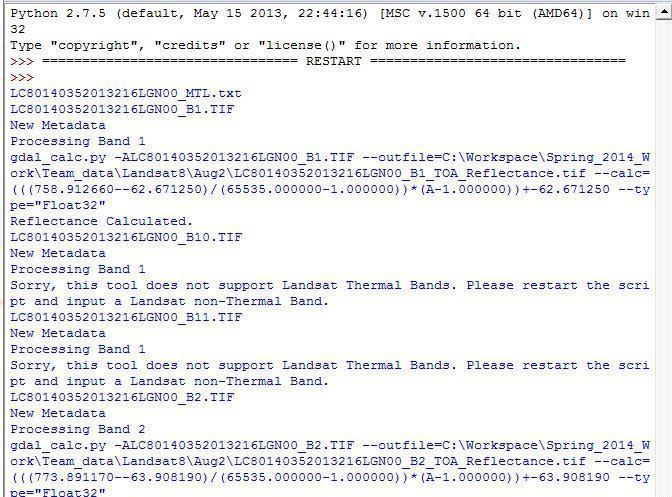 Python 2.7.5 (default, May 15 2013, 22:44:16) [MSC v.1500 64 bit (AMD64)] on win
32
Type "copyright", "credits" or "license()" for more information.
>>> ================================ RESTART ================================
>>>
LC80140352013216LGN00_MTL.txt
LC80140352013216LGN00_B1.TIF
New Metadata
Processing Band 1
gdal_calc.py -ALC80140352013216LGN00_B1.TIF --outfile=C:\Workspace\Spring_2014_W
ork\Team_data\Landsat8\Aug2\LC80140352013216LGN00_B1_TOA_Reflectance.tif --calc=
(((758.912660--62.671250)/(65535.000000-1.000000))*(A-1.000000))+-62.671250 --ty
pe="Float32"
Reflectance Calculated.
LC80140352013216LGN00_B10.TIF
New Metadata
Processing Band 1
Sorry, this tool does not support Landsat Thermal Bands. Please restart the scri
pt and input a Landsat non-Thermal Band.
LC80140352013216LGN00_B11.TIF
New Metadata
Processing Band 1
Sorry, this tool does not support Landsat Thermal Bands. Please restart the scri
pt and input a Landsat non-Thermal Band.
LC80140352013216LGN00_B2.TIF
New Metadata
Processing Band 2
gdal_calc.py -ALC80140352013216LGN00_B2.TIF --outfile=C:\Workspace\Spring_2014_W
ork\Team_data\Landsat8\Aug2\LC80140352013216LGN00_B2_TOA_Reflectance.tif --calc=
(((773.891170--63.908190)/(65535.000000-1.000000))*(A-1.000000))+-63.908190 --ty
pe="Float32"